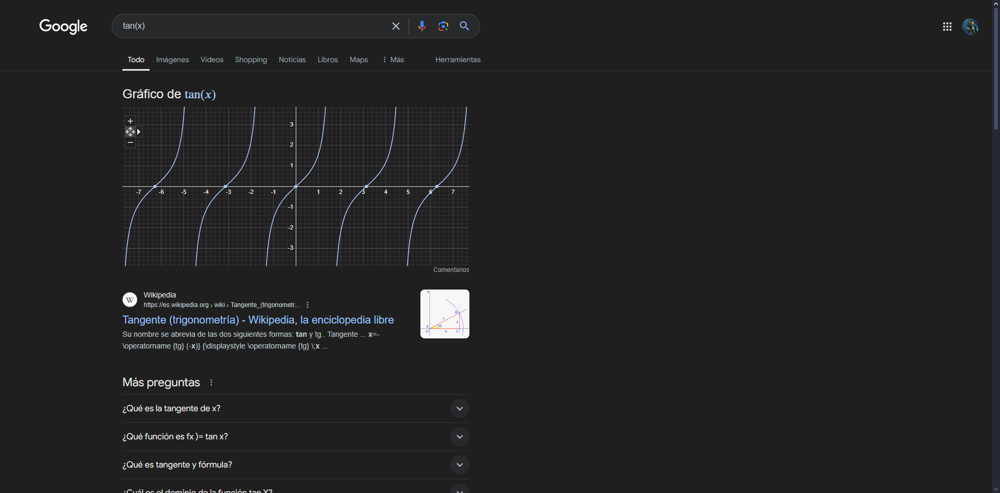 Google
tan(x)
Todo Imágenes Vídeos Shopping Noticias Libros Maps Más Herramientas
Gráfico de tan(x)
+
−
3
2
1
-7 -6 -5 -4 -3 -2 -1 1 2 3 4 5 6 7
-1
-2
-3
Comentarios
W
Wikipedia
https://es.wikipedia.org › wiki › Tangente_(trigonometr...
Tangente (trigonometría) - Wikipedia, la enciclopedia libre
Su nombre se abrevia de las dos siguientes formas: tan y tg.. Tangente ... x=-
\operatorname {tg} (-x)} {\displaystyle \operatorname {tg} \;x ...
y
B
c a
A α
O b C
Más preguntas
¿Qué es la tangente de x?
¿Qué función es fx )= tan x?
¿Qué es tangente y fórmula?
¿Cuál es el dominio de la función tan X?